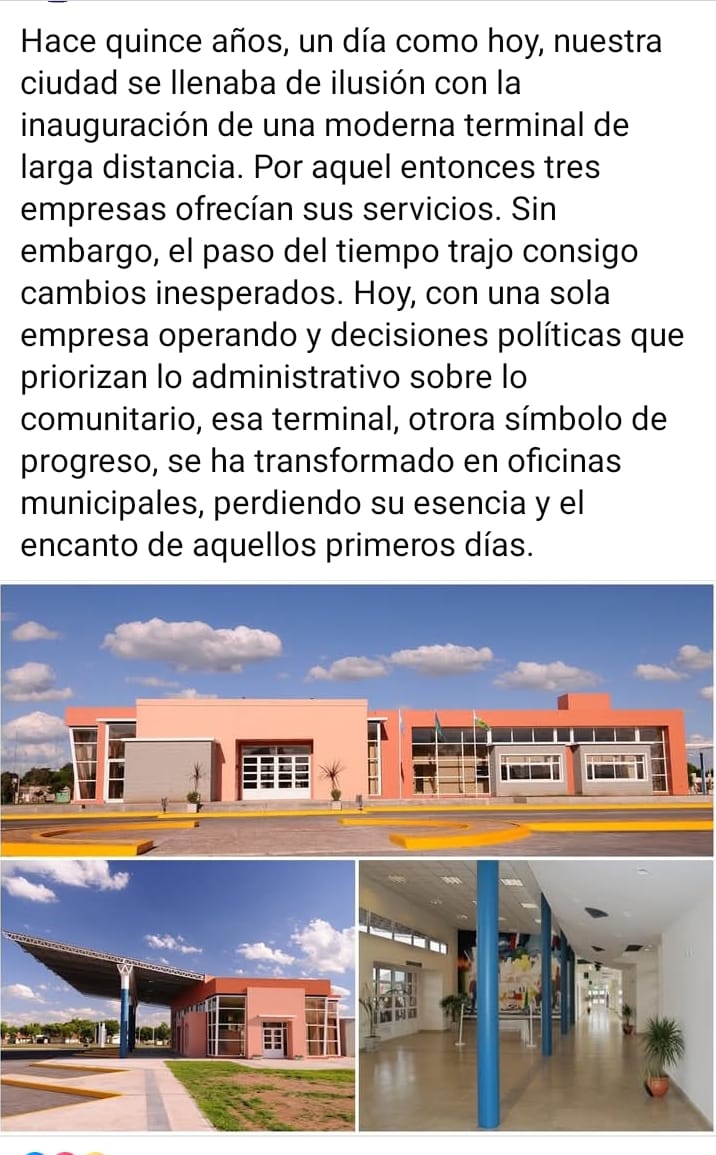 Hace quince años, un día como hoy, nuestra
ciudad se llenaba de ilusión con la
inauguración de una moderna terminal de
larga distancia. Por aquel entonces tres
empresas ofrecían sus servicios. Sin
embargo, el paso del tiempo trajo consigo
cambios inesperados. Hoy, con una sola
empresa operando y decisiones políticas que
priorizan lo administrativo sobre lo
comunitario, esa terminal, otrora símbolo de
progreso, se ha transformado en oficinas
municipales, perdiendo su esencia y el
encanto de aquellos primeros días.